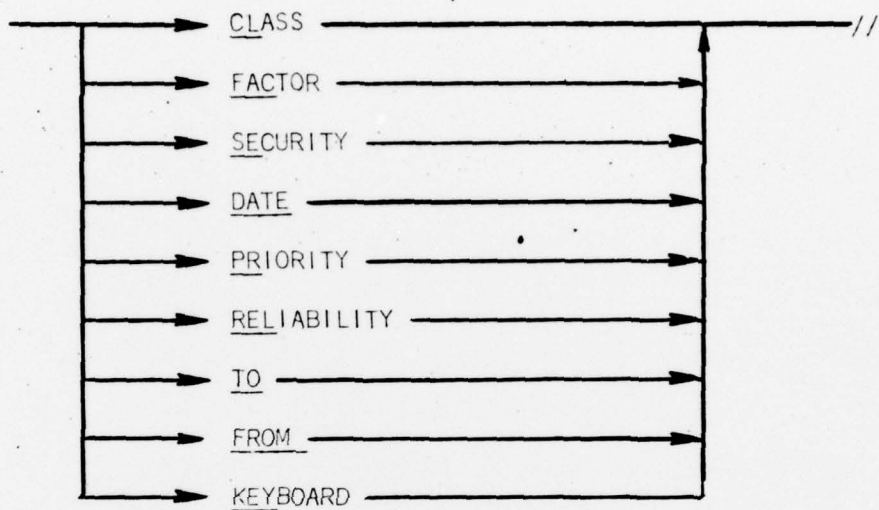 CLASS //
FACTOR
SECURITY
DATE
PRIORITY
RELIABILITY
TO
FROM
KEYBOARD